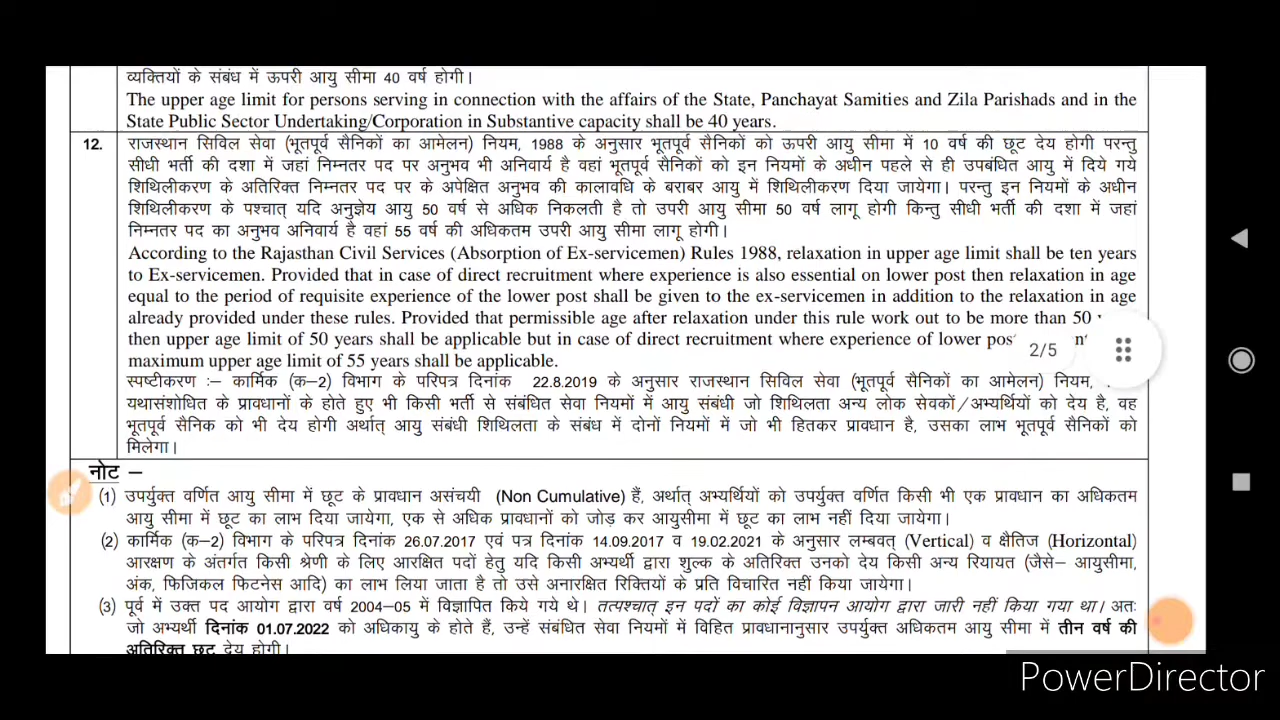 व्यक्तियों के संबंध में ऊपरी आयु सीमा 40 वर्ष होगी।
The upper age limit for persons serving in connection with the affairs of the State, Panchayat Samities and Zila Parishads and in the
State Public Sector Undertaking/Corporation in Substantive capacity shall be 40 years.
12. राजस्थान सिविल सेवा (भूतपूर्व सैनिकों का आमेलन) नियम, 1988 के अनुसार भूतपूर्व सैनिकों को ऊपरी आयु सीमा में 10 वर्ष की छूट देय होगी परन्तु
सीधी भर्ती की दशा में जहां निम्नतर पद पर अनुभव भी अनिवार्य है वहां भूतपूर्व सैनिकों को इन नियमों के अधीन पहले से ही उपबंधित आयु में दिये गये
शिथिलीकरण के अतिरिक्त निम्नतर पद पर के अपेक्षित अनुभव की कालावधि के बराबर आयु में शिथिलीकरण दिया जायेगा। परन्तु इन नियमों के अधीन
शिथिलीकरण के पश्चात् यदि अनुज्ञेय आयु 50 वर्ष से अधिक निकलती है तो उपरी आयु सीमा 50 वर्ष लागू होगी किन्तु सीधी भर्ती की दशा में जहां
निम्नतर पद का अनुभव अनिवार्य है वहां 55 वर्ष की अधिकतम उपरी आयु सीमा लागू होगी।
According to the Rajasthan Civil Services (Absorption of Ex-servicemen) Rules 1988, relaxation in upper age limit shall be ten years
to Ex-servicemen. Provided that in case of direct recruitment where experience is also essential on lower post then relaxation in age
equal to the period of requisite experience of the lower post shall be given to the ex-servicemen in addition to the relaxation in age
already provided under these rules. Provided that permissible age after relaxation under this rule work out to be more than 50
then upper age limit of 50 years shall be applicable but in case of direct recruitment where experience of lower
2/5
maximum upper age limit of 55 years shall be applicable.
स्पष्टीकरण :– कार्मिक (क-2) विभाग के परिपत्र दिनांक 22.8.2019 के अनुसार राजस्थान सिविल सेवा (भूतपूर्व सैनिकों का आमेलन) नियम,
यथासंशोधित के प्रावधानों के होते हुए भी किसी भर्ती से संबंधित सेवा नियमों में आयु संबंधी जो शिथिलता अन्य लोक सेवकों/अभ्यर्थियों को देय है, वह
भूतपूर्व सैनिक को भी देय होगी अर्थात् आयु संबंधी शिथिलता के संबंध में दोनों नियमों में जो भी हितकर प्रावधान है, उसका लाभ भूतपूर्व सैनिकों को
मिलेगा।
नोट –
(1) उपर्युक्त वर्णित आयु सीमा में छूट के प्रावधान असंचयी (Non Cumulative) हैं, अर्थात् अभ्यर्थियों को उपर्युक्त वर्णित किसी भी एक प्रावधान का अधिकतम
आयु सीमा में छूट का लाभ दिया जायेगा, एक से अधिक प्रावधानों को जोड़ कर आयुसीमा में छूट का लाभ नहीं दिया जायेगा।
(2) कार्मिक (क-2) विभाग के परिपत्र दिनांक 26.07.2017 एवं पत्र दिनांक 14.09.2017 व 19.02.2021 के अनुसार लम्बवत् (Vertical) व क्षैतिज (Horizontal)
आरक्षण के अंतर्गत किसी श्रेणी के लिए आरक्षित पदों हेतु यदि किसी अभ्यर्थी द्वारा शुल्क के अतिरिक्त उनको देय किसी अन्य रियायत (जैसे– आयुसीमा,
अंक, फिजिकल फिटनेस आदि) का लाभ लिया जाता है तो उसे अनारक्षित रिक्तियों के प्रति विचारित नहीं किया जायेगा।
(3) पूर्व में उक्त पद आयोग द्वारा वर्ष 2004–05 में विज्ञापित किये गये थे। तत्पश्चात् इन पदों का कोई विज्ञापन आयोग द्वारा जारी नहीं किया गया था। अतः
जो अभ्यर्थी दिनांक 01.07.2022 को अधिकायु के होते हैं, उन्हें संबंधित सेवा नियमों में विहित प्रावधानानुसार उपर्युक्त अधिकतम आयु सीमा में तीन वर्ष की
अतिरिक्त छूट देय होगी।
PowerDirector